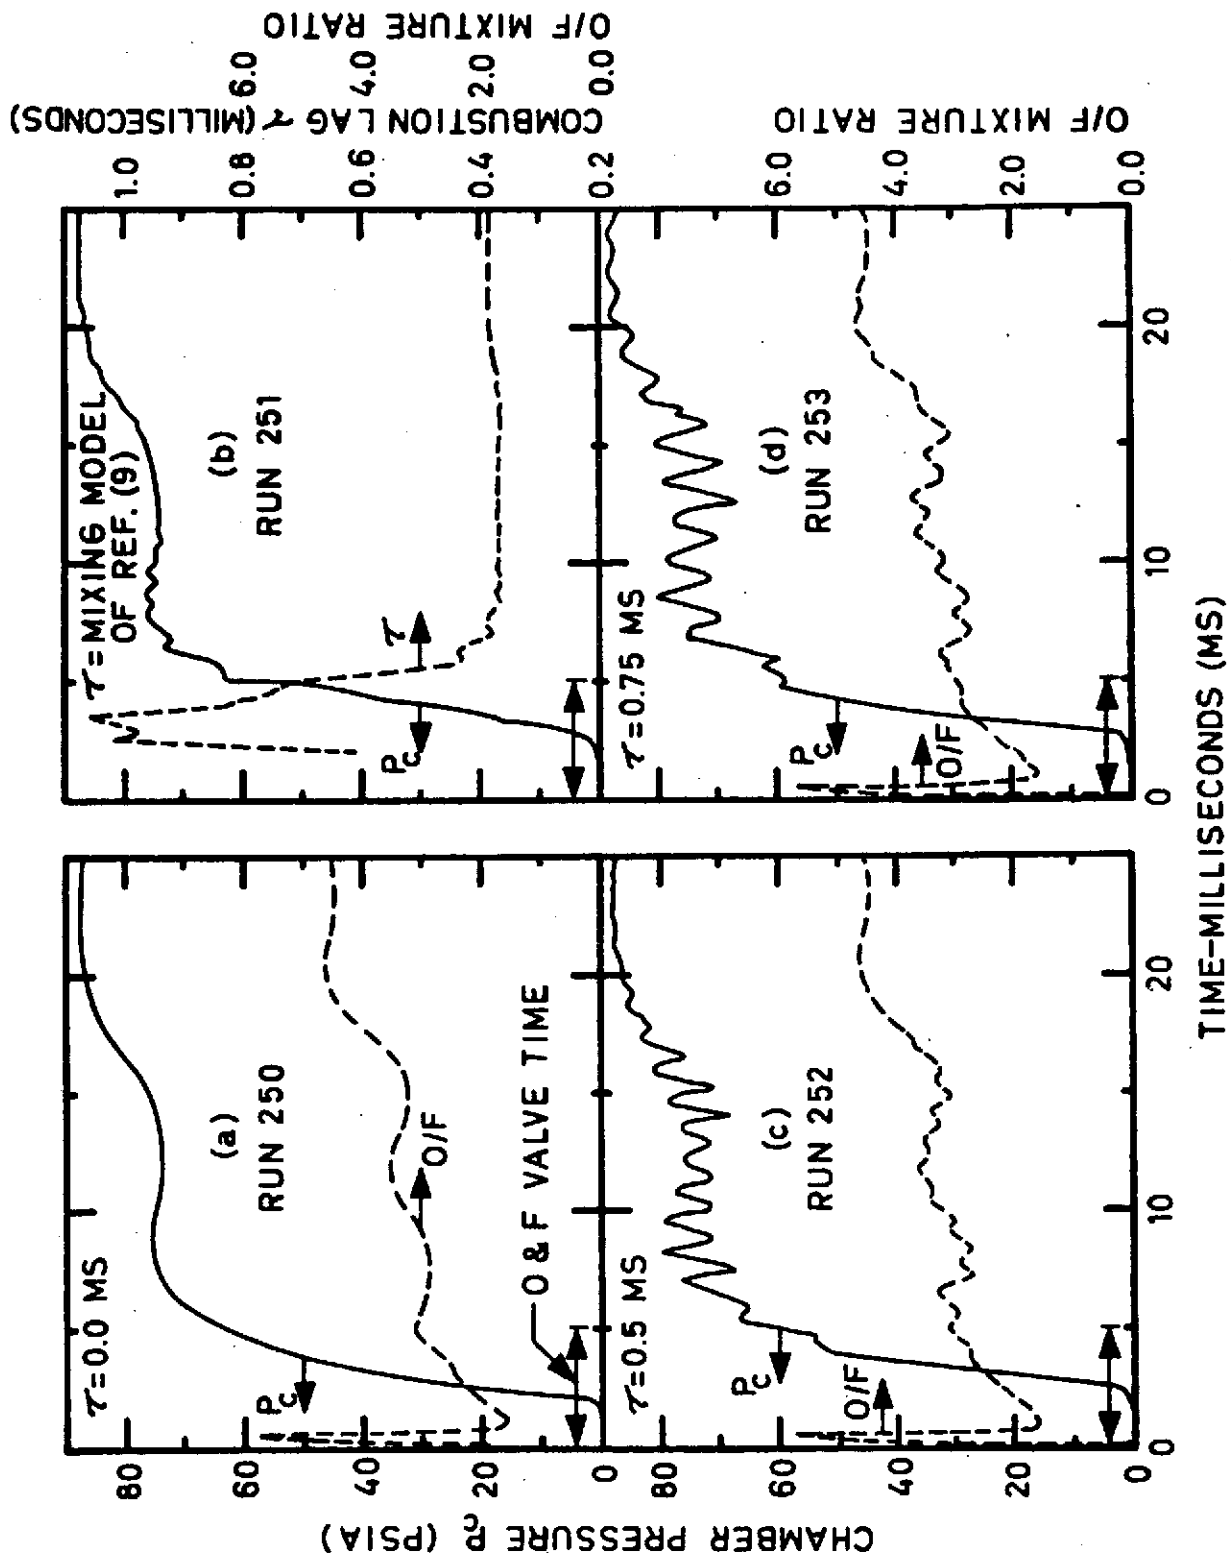 CHAMBER PRESSURE Pc (PSIA)
80
60
40
20
0
τ=0.0 MS
(a)
RUN 250
Pc
O/F
O & F VALVE TIME
τ=MIXING MODEL
OF REF. (9)
(b)
RUN 251
Pc
τ
1.0
0.8
0.6
0.4
0.2
COMBUSTION LAG τ (MILLISECONDS)
6.0
4.0
2.0
0.0
O/F MIXTURE RATIO
80
60
40
20
0
τ=0.5 MS
(c)
RUN 252
Pc
O/F
0
10
20
τ=0.75 MS
(d)
RUN 253
Pc
O/F
0
10
20
6.0
4.0
2.0
0.0
O/F MIXTURE RATIO
TIME-MILLISECONDS (MS)